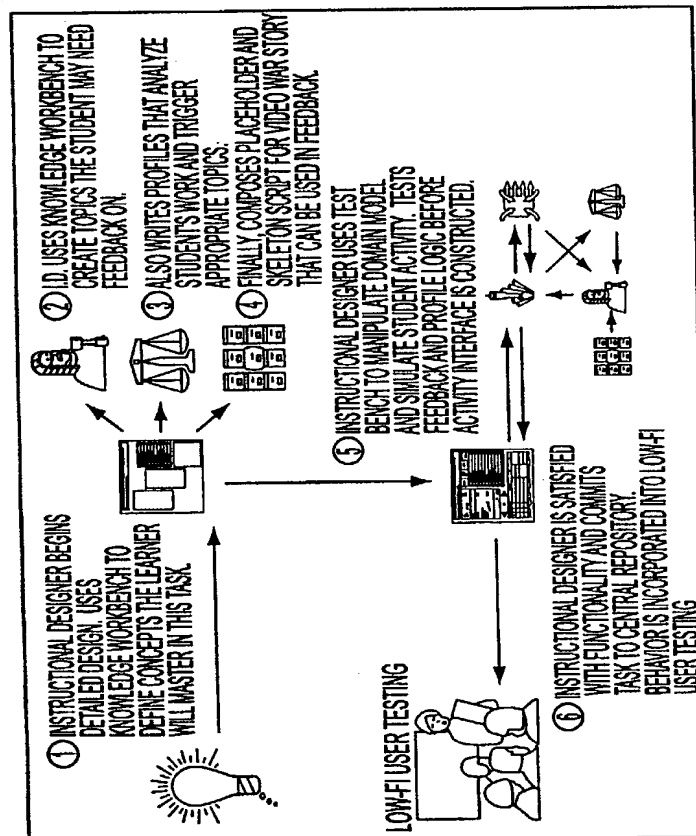 ① INSTRUCTIONAL DESIGNER BEGINS
DETAILED DESIGN. USES
KNOWLEDGE WORKBENCH TO
DEFINE CONCEPTS THE LEARNER
WILL MASTER IN THIS TASK.
② I.D. USES KNOWLEDGE WORKBENCH TO
CREATE TOPICS THE STUDENT MAY NEED
FEEDBACK ON.
③ ALSO WRITES PROFILES THAT ANALYZE
STUDENT'S WORK AND TRIGGER
APPROPRIATE TOPICS.
④ FINALLY COMPOSES PLACEHOLDER AND
SKELETON SCRIPT FOR VIDEO WAR STORY
THAT CAN BE USED IN FEEDBACK.
⑤ INSTRUCTIONAL DESIGNER USES TEST
BENCH TO MANIPULATE DOMAIN MODEL
AND SIMULATE STUDENT ACTIVITY. TESTS
FEEDBACK AND PROFILE LOGIC BEFORE
ACTIVITY INTERFACE IS CONSTRUCTED.
LOW-FI USER TESTING
⑥ INSTRUCTIONAL DESIGNER IS SATISFIED
WITH FUNCTIONALITY AND COMMITS
TASK TO CENTRAL REPOSITORY.
BEHAVIOR IS INCORPORATED INTO LOW-FI
USER TESTING